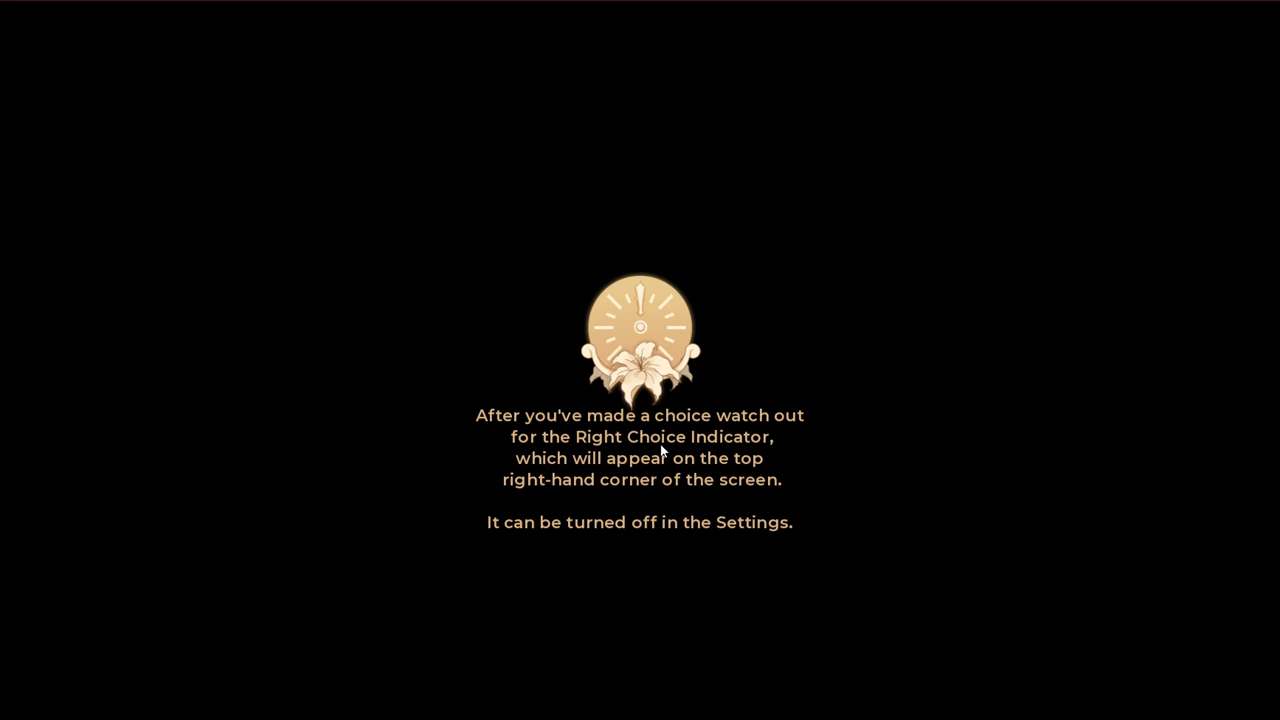 After you've made a choice watch out
for the Right Choice Indicator,
which will appear on the top
right-hand corner of the screen.
It can be turned off in the Settings.